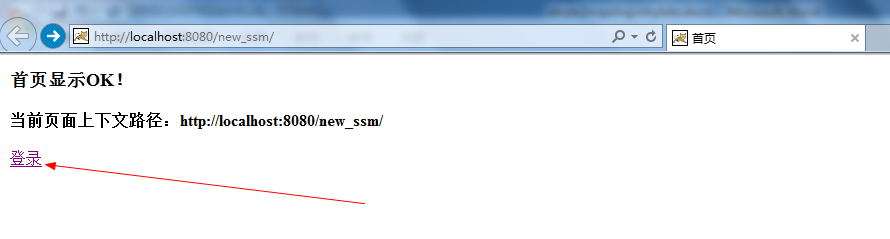 http://localhost:8080/new_ssm/
首页
首页显示OK！
当前页面上下文路径：http://localhost:8080/new_ssm/
登录